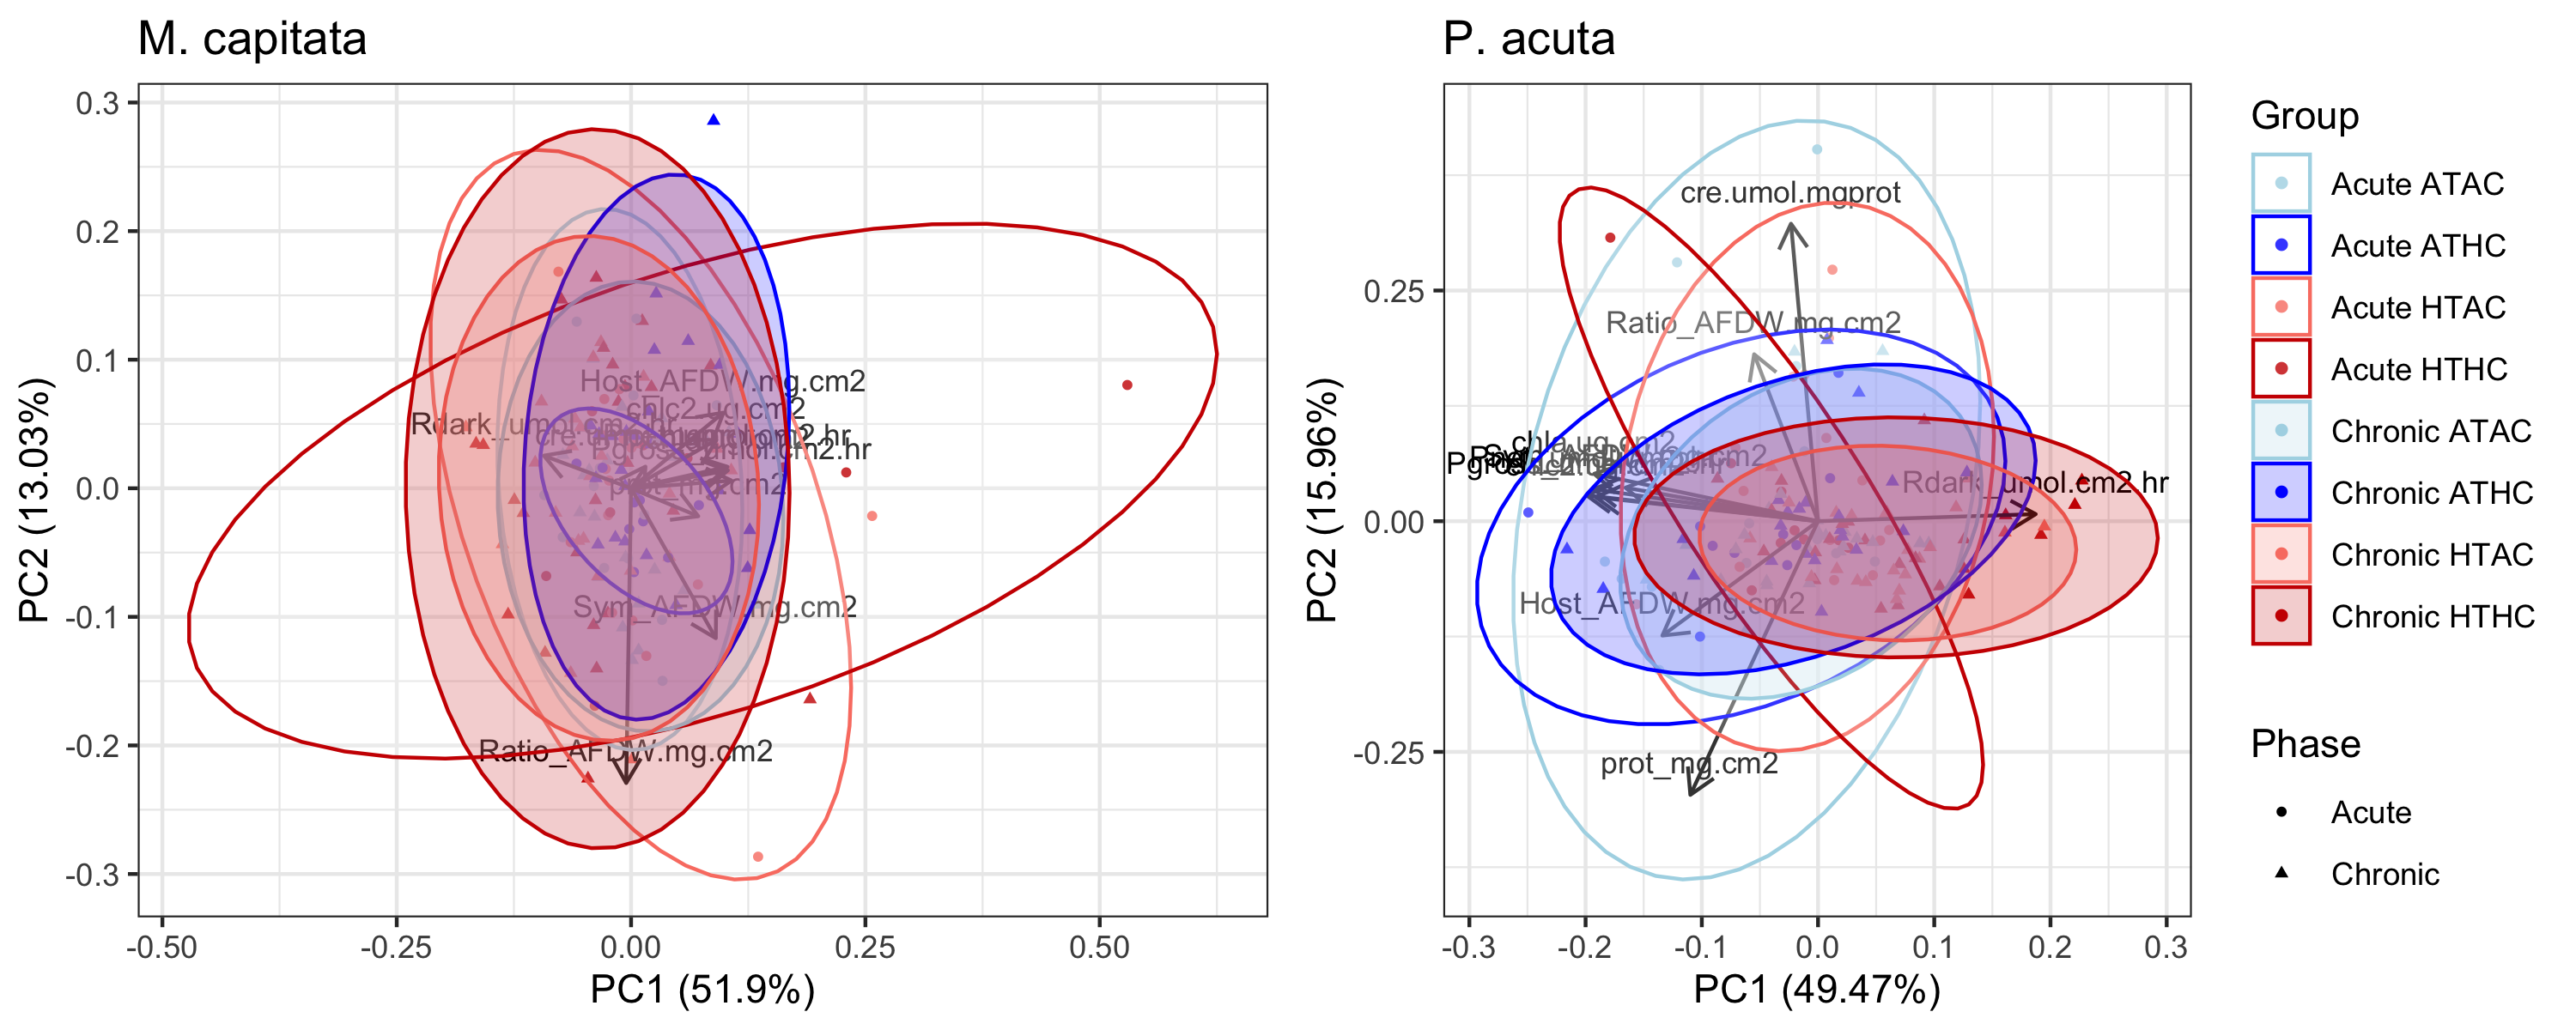 M. capitata
0.3
0.2
0.1
0.0
-0.1
-0.2
-0.3
PC2 (13.03%)
Host_AFDW.mg.cm2
chlc2_ug.cm2
prot_mg.cm2
Sym_AFDW.mg.cm2
Ratio_AFDW.mg.cm2
-0.50
-0.25
0.00
0.25
0.50
PC1 (51.9%)
P. acuta
0.25
0.00
-0.25
PC2 (15.96%)
cre.umol.mgprot
Ratio_AFDW.mg.cm2
chla.ug.cm2
Rdark_umol.cm2.hr
Host_AFDW.mg.cm2
prot_mg.cm2
-0.3
-0.2
-0.1
0.0
0.1
0.2
0.3
PC1 (49.47%)
Group
Acute ATAC
Acute ATHC
Acute HTAC
Acute HTHC
Chronic ATAC
Chronic ATHC
Chronic HTAC
Chronic HTHC
Phase
Acute
Chronic